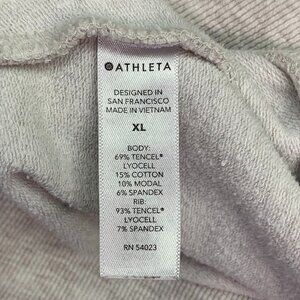 ATHLETA
DESIGNED IN
SAN FRANCISCO
MADE IN VIETNAM
XL
BODY:
69% TENCEL®
LYOCELL
15% COTTON
10% MODAL
6% SPANDEX
RIB:
93% TENCEL®
LYOCELL
7% SPANDEX
RN 54023